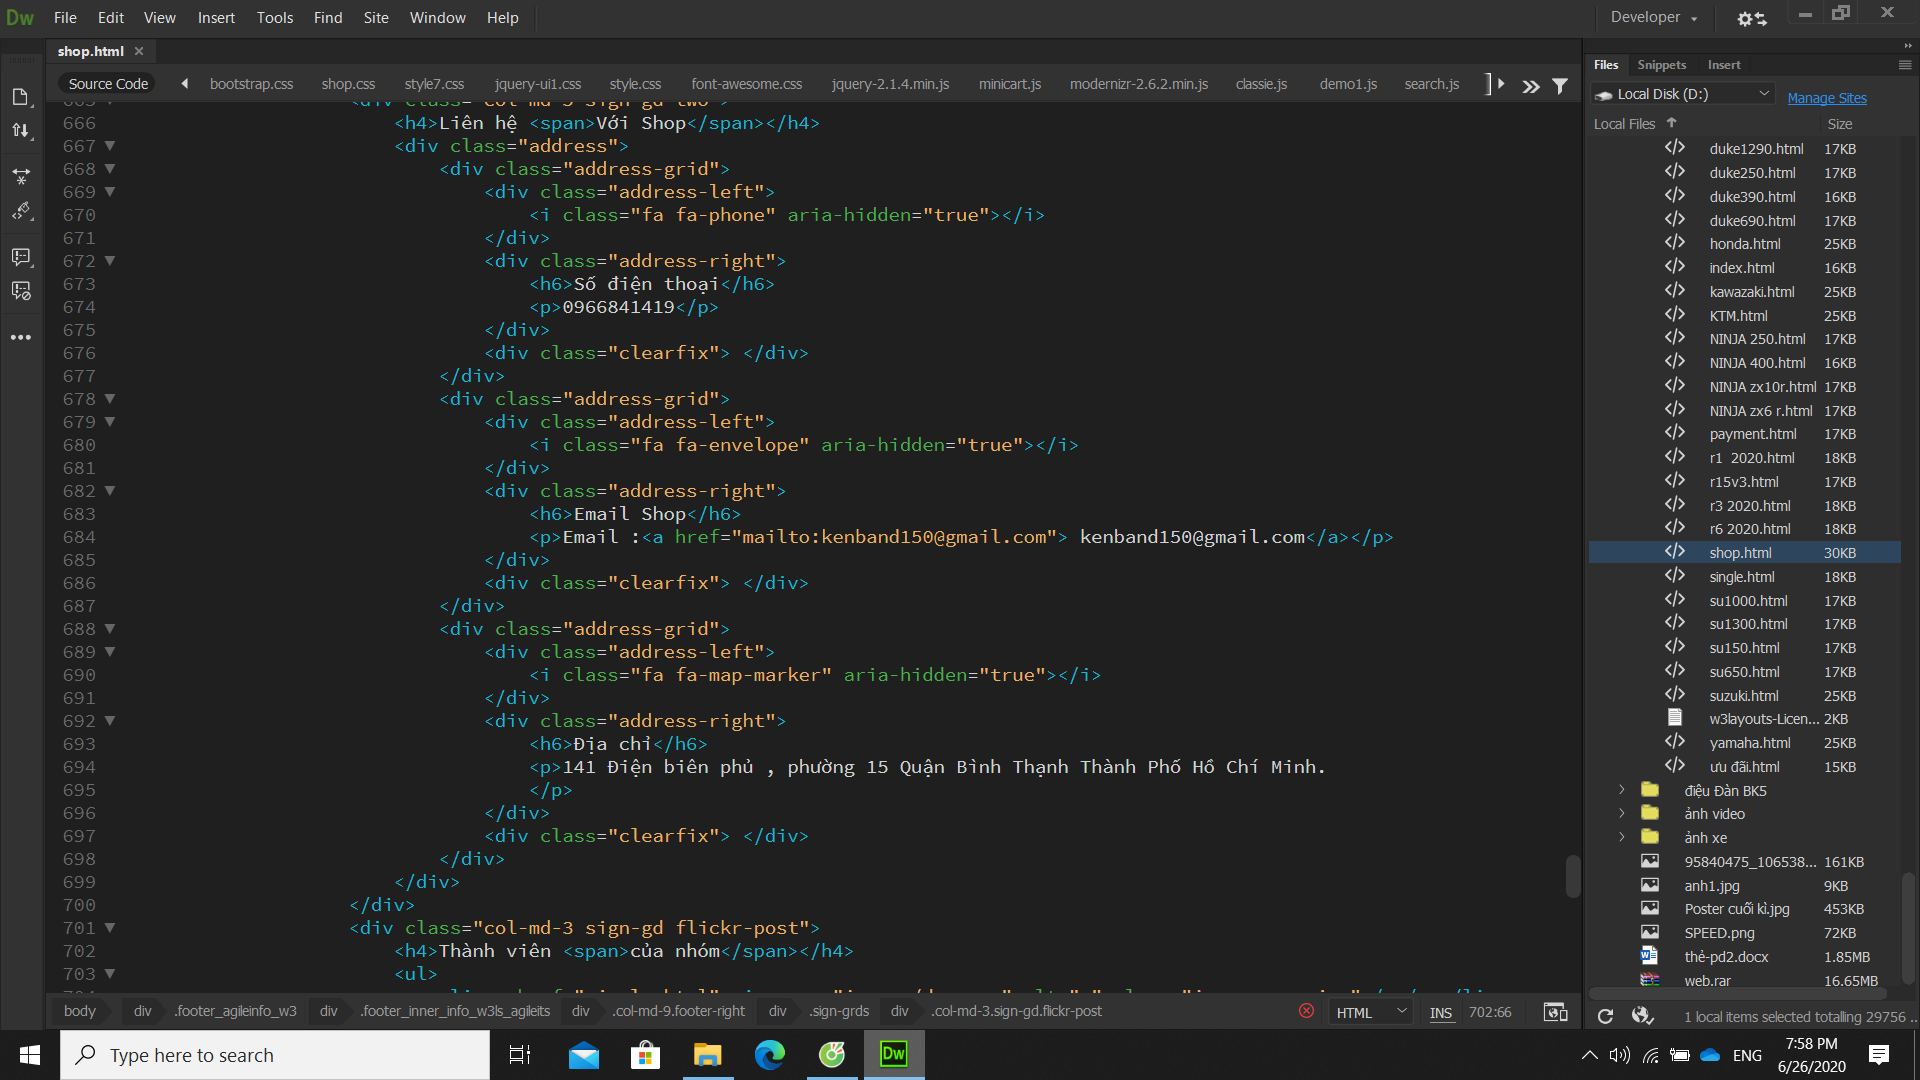 Dw File Edit View Insert Tools Find Site Window Help Developer
shop.html
Source Code bootstrap.css shop.css style7.css jquery-ui1.css style.css font-awesome.css jquery-2.1.4.min.js minicart.js modernizr-2.6.2.min.js classie.js demo1.js search.js
666 <h4>Liên hệ <span>Với Shop</span></h4>
667 <div class="address">
668 <div class="address-grid">
669 <div class="address-left">
670 <i class="fa fa-phone" aria-hidden="true"></i>
671 </div>
672 <div class="address-right">
673 <h6>Số điện thoại</h6>
674 <p>0966841419</p>
675 </div>
676 <div class="clearfix"> </div>
677 </div>
678 <div class="address-grid">
679 <div class="address-left">
680 <i class="fa fa-envelope" aria-hidden="true"></i>
681 </div>
682 <div class="address-right">
683 <h6>Email Shop</h6>
684 <p>Email :<a href="mailto:kenband150@gmail.com"> kenband150@gmail.com</a></p>
685 </div>
686 <div class="clearfix"> </div>
687 </div>
688 <div class="address-grid">
689 <div class="address-left">
690 <i class="fa fa-map-marker" aria-hidden="true"></i>
691 </div>
692 <div class="address-right">
693 <h6>Địa chỉ</h6>
694 <p>141 Điện biên phủ , phường 15 Quận Bình Thạnh Thành Phố Hồ Chí Minh.
695 </p>
696 </div>
697 <div class="clearfix"> </div>
698 </div>
699 </div>
700 </div>
701 <div class="col-md-3 sign-gd flickr-post">
702 <h4>Thành viên <span>của nhóm</span></h4>
703 <ul>
body div .footer_agileinfo_w3 div .footer_inner_info_w3ls_agileits div .col-md-9.footer-right div .sign-grds div .col-md-3.sign-gd.flickr-post HTML INS 702:66
Files Snippets Insert
Local Disk (D:) Manage Sites
Local Files Size
duke1290.html 17KB
duke250.html 17KB
duke390.html 16KB
duke690.html 17KB
honda.html 25KB
index.html 16KB
kawazaki.html 25KB
KTM.html 25KB
NINJA 250.html 17KB
NINJA 400.html 16KB
NINJA zx10r.html 17KB
NINJA zx6 r.html 17KB
payment.html 17KB
r1 2020.html 18KB
r15v3.html 17KB
r3 2020.html 18KB
r6 2020.html 18KB
shop.html 30KB
single.html 18KB
su1000.html 17KB
su1300.html 17KB
su150.html 17KB
su650.html 17KB
suzuki.html 25KB
w3layouts-Licen... 2KB
yamaha.html 25KB
ưu đãi.html 15KB
điệu Đàn BK5
ảnh video
ảnh xe
95840475_106538... 161KB
anh1.jpg 9KB
Poster cuối kì.jpg 453KB
SPEED.png 72KB
thẻ-pd2.docx 1.85MB
web.rar 16.65MB
1 local items selected totalling 29756 ..
Type here to search
Dw
ENG
7:58 PM
6/26/2020